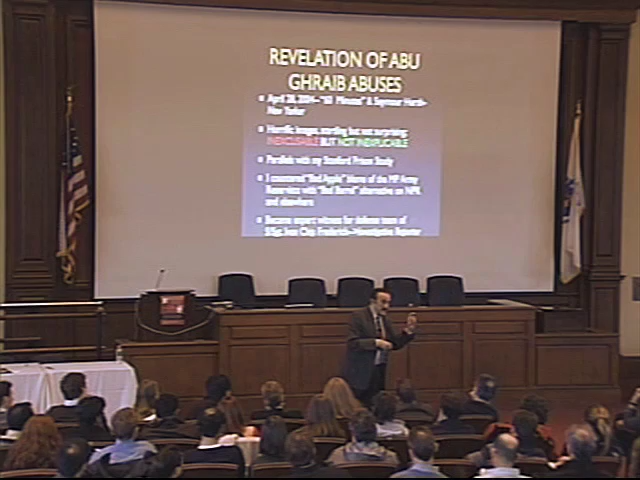 REVELATION OF ABU
GHRAIB ABUSES
April 28, 2004– "60 Minutes" & Seymour Hersh-
New Yorker
Horrific images, startling but not surprising;
INEXCUSABLE BUT NOT INEXPLICABLE
Parallels with my Stanford Prison Study
I countered "Bad Apple" blame of the MP Army
Reservists with "Bad Barrel" alternative on NPR
and elsewhere
Became expert witness for defense team of
S/Sgt. Ivan Chip Frederick—Investigative Reporter